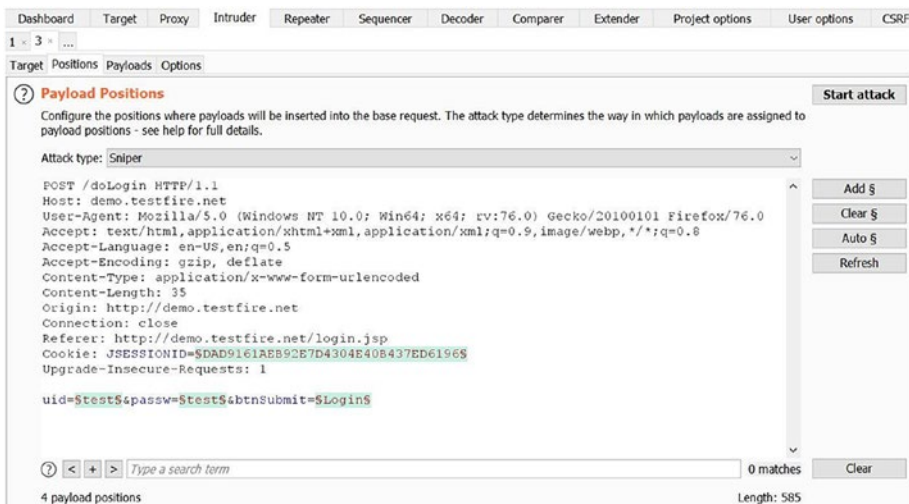 Dashboard Target Proxy Intruder Repeater Sequencer Decoder Comparer Extender Project options User options CSRF
1 × 3 × ...
Target Positions Payloads Options
? Payload Positions
Start attack
Configure the positions where payloads will be inserted into the base request. The attack type determines the way in which payloads are assigned to
payload positions - see help for full details.
Attack type: Sniper
POST /doLogin HTTP/1.1
Host: demo.testfire.net
User-Agent: Mozilla/5.0 (Windows NT 10.0; Win64; x64; rv:76.0) Gecko/20100101 Firefox/76.0
Accept: text/html,application/xhtml+xml,application/xml;q=0.9,image/webp,*/*;q=0.8
Accept-Language: en-US,en;q=0.5
Accept-Encoding: gzip, deflate
Content-Type: application/x-www-form-urlencoded
Content-Length: 35
Origin: http://demo.testfire.net
Connection: close
Referer: http://demo.testfire.net/login.jsp
Cookie: JSESSIONID=§DAD9161AEB92E7D4304E40B437ED6196§
Upgrade-Insecure-Requests: 1
uid=§test§&passw=§test§&btnSubmit=§Login§
Add §
Clear §
Auto §
Refresh
? < + > Type a search term 0 matches Clear
4 payload positions Length: 585